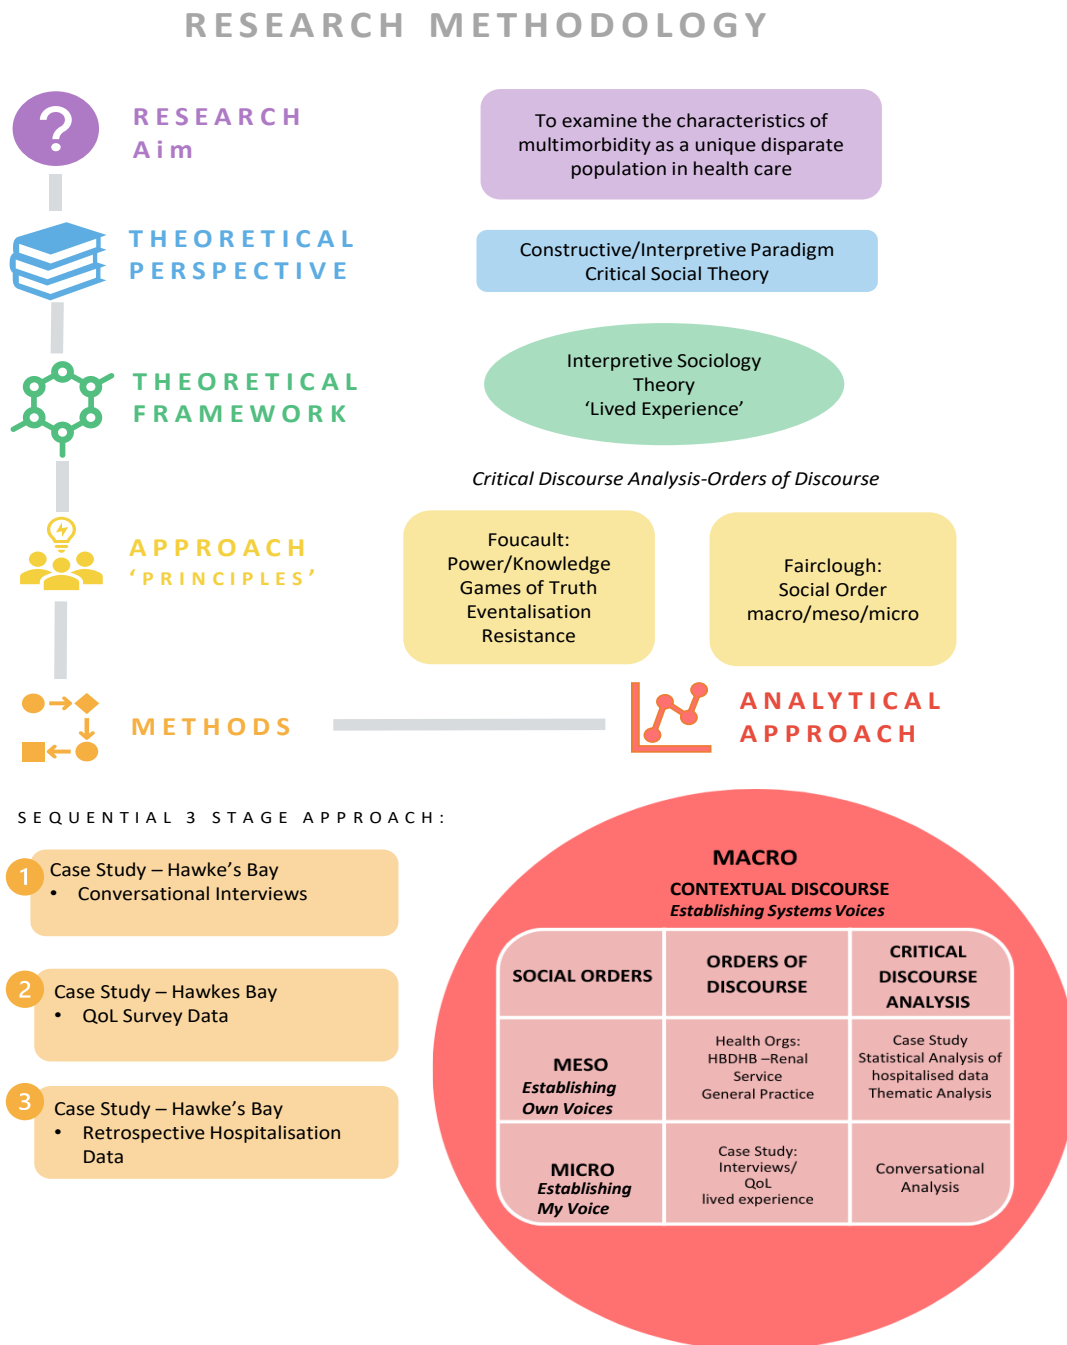 RESEARCH METHODOLOGY
?
RESEARCH
Aim
To examine the characteristics of
multimorbidity as a unique disparate
population in health care
THEORETICAL
PERSPECTIVE
Constructive/Interpretive Paradigm
Critical Social Theory
THEORETICAL
FRAMEWORK
Interpretive Sociology
Theory
‘Lived Experience’
Critical Discourse Analysis-Orders of Discourse
APPROACH
‘PRINCIPLES’
Foucault:
Power/Knowledge
Games of Truth
Eventalisation
Resistance
Fairclough:
Social Order
macro/meso/micro
METHODS
ANALYTICAL
APPROACH
SEQUENTIAL 3 STAGE APPROACH:
1
Case Study – Hawke’s Bay
• Conversational Interviews
2
Case Study – Hawkes Bay
• QoL Survey Data
3
Case Study – Hawke’s Bay
• Retrospective Hospitalisation
Data
MACRO
CONTEXTUAL DISCOURSE
Establishing Systems Voices
SOCIAL ORDERS
ORDERS OF
DISCOURSE
CRITICAL
DISCOURSE
ANALYSIS
MESO
Establishing
Own Voices
Health Orgs:
HBDHB –Renal
Service
General Practice
Case Study
Statistical Analysis of
hospitalised data
Thematic Analysis
MICRO
Establishing
My Voice
Case Study:
Interviews/
QoL
lived experience
Conversational
Analysis